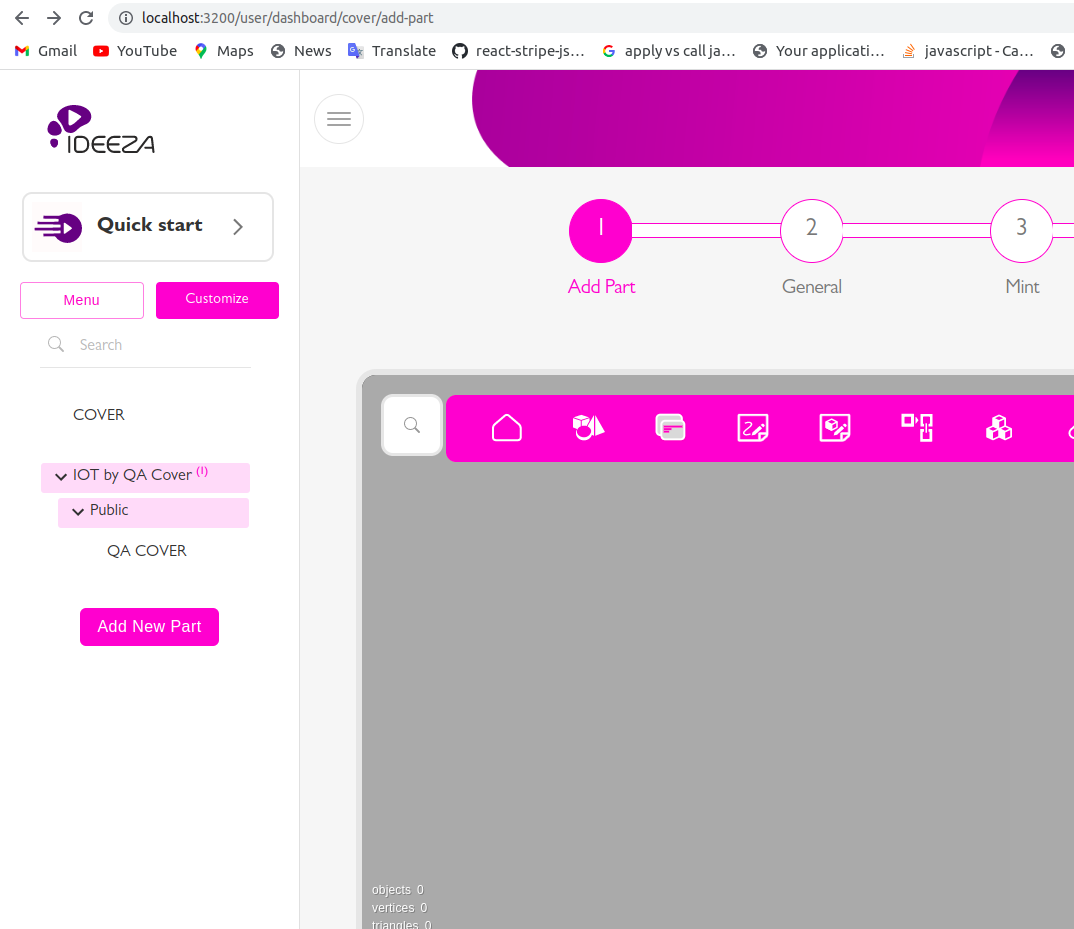 localhost:3200/user/dashboard/cover/add-part
Gmail YouTube Maps News Translate react-stripe-js… apply vs call ja… Your applicati… javascript - Ca…
IDEEZA
Quick start
Menu Customize
Search
COVER
IOT by QA Cover (1)
Public
QA COVER
Add New Part
1 2 3
Add Part General Mint
objects 0
vertices 0
triangles 0